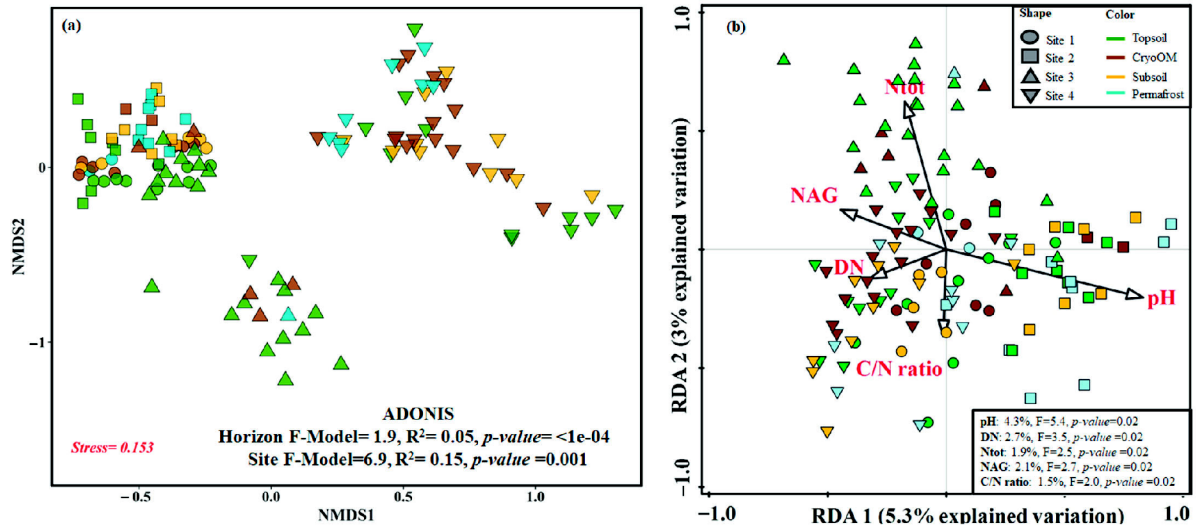 (a)
NMDS2
0
−1
−0.5
0.0
0.5
1.0
NMDS1
Stress= 0.153
ADONIS
Horizon F-Model= 1.9, R²= 0.05, p-value= <1e-04
Site F-Model=6.9, R²= 0.15, p-value =0.001
(b)
1.0
RDA 2 (3% explained variation)
-1.0
-1.0
RDA 1 (5.3% explained variation)
1.0
Shape
Color
Site 1
Topsoil
Site 2
CryoOM
Site 3
Subsoil
Site 4
Permafrost
Ntot
NAG
DN
pH
C/N ratio
pH: 4.3%, F=5.4, p-value=0.02
DN: 2.7%, F=3.5, p-value =0.02
Ntot: 1.9%, F=2.5, p-value =0.02
NAG: 2.1%, F=2.7, p-value =0.02
C/N ratio: 1.5%, F=2.0, p-value =0.02